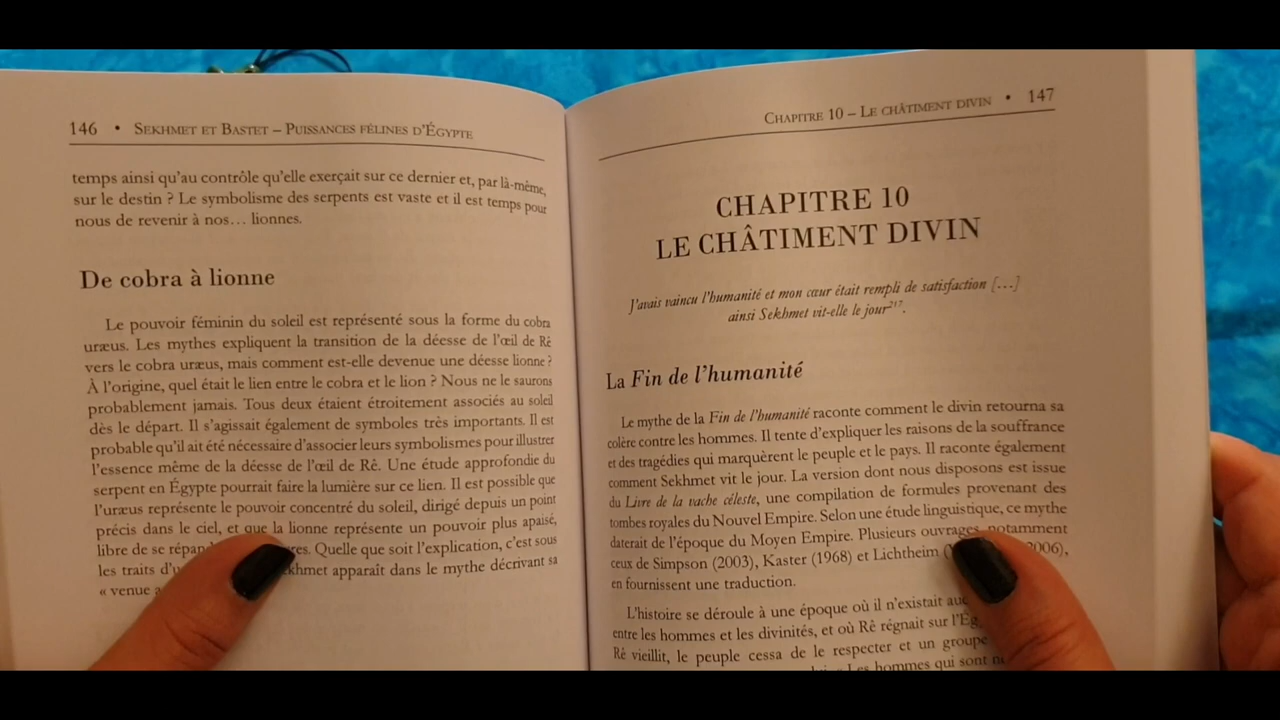 146 • SEKHMET ET BASTET – PUISSANCES FÉLINES D'ÉGYPTE
temps ainsi qu'au contrôle qu'elle exerçait sur ce dernier et, par là-même,
sur le destin ? Le symbolisme des serpents est vaste et il est temps pour
nous de revenir à nos… lionnes.
De cobra à lionne
Le pouvoir féminin du soleil est représenté sous la forme du cobra
uræus. Les mythes expliquent la transition de la déesse de l'œil de Rê
vers le cobra uræus, mais comment est-elle devenue une déesse lionne ?
À l'origine, quel était le lien entre le cobra et le lion ? Nous ne le saurons
probablement jamais. Tous deux étaient étroitement associés au soleil
dès le départ. Il s'agissait également de symboles très importants. Il est
probable qu'il ait été nécessaire d'associer leurs symbolismes pour illustrer
l'essence même de la déesse de l'œil de Rê. Une étude approfondie du
serpent en Égypte pourrait faire la lumière sur ce lien. Il est possible que
l'uræus représente le pouvoir concentré du soleil, dirigé depuis un point
précis dans le ciel, et que la lionne représente un pouvoir plus apaisé,
libre de se Quelle que soit l'explication, c'est sous
les traits apparaît dans le mythe décrivant sa
« venue
CHAPITRE 10 – LE CHÂTIMENT DIVIN • 147
CHAPITRE 10
LE CHÂTIMENT DIVIN
J'avais vaincu l'humanité et mon cœur était rempli de satisfaction […]
ainsi Sekhmet vit-elle le jour²¹⁷.
La Fin de l'humanité
Le mythe de la Fin de l'humanité raconte comment le divin retourna sa
colère contre les hommes. Il tente d'expliquer les raisons de la souffrance
et des tragédies qui marquèrent le peuple et le pays. Il raconte également
comment Sekhmet vit le jour. La version dont nous disposons est issue
du Livre de la vache céleste, une compilation de formules provenant des
tombes royales du Nouvel Empire. Selon une étude linguistique, ce mythe
daterait de l'époque du Moyen Empire. Plusieurs ouvrages, notamment
ceux de Simpson (2003), Kaster (1968) et Lichtheim
en fournissent une traduction.
L'histoire se déroule à une époque où il n'existait
entre les hommes et les divinités, et où Rê régnait sur
Rê vieillit, le peuple cessa de le respecter et un groupe
Les hommes qui sont